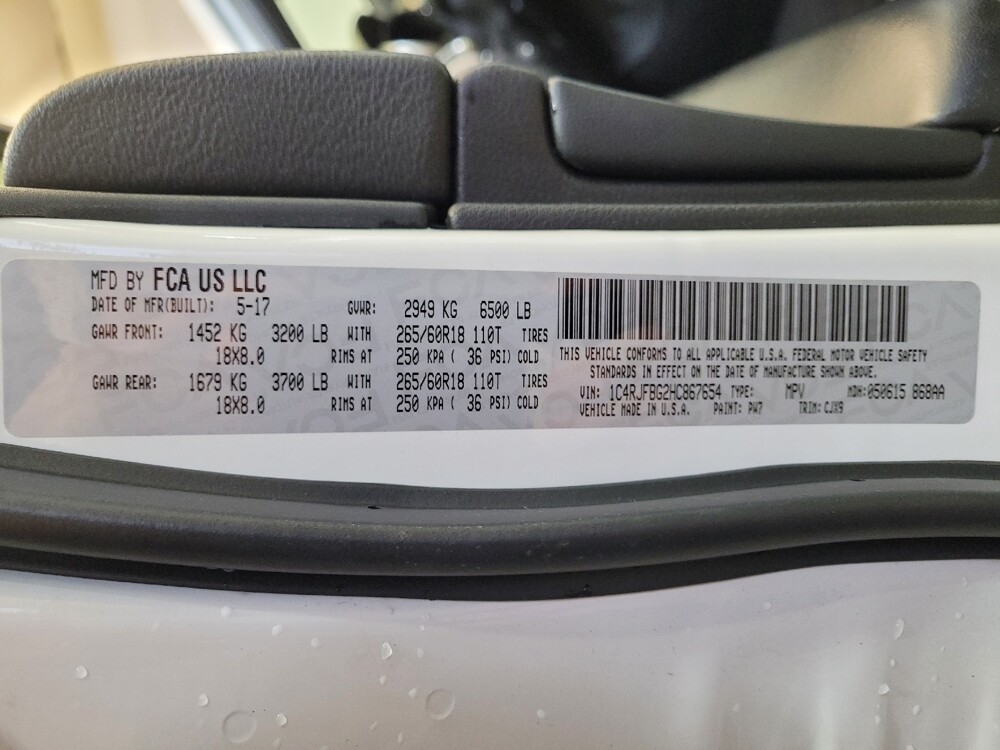 MFD BY FCA US LLC
DATE OF MFR(BUILT): 5-17 GVWR: 2949 KG 6500 LB
GAWR FRONT: 1452 KG 3200 LB WITH 265/60R18 110T TIRES
18X8.0 RIMS AT 250 KPA ( 36 PSI) COLD
GAWR REAR: 1679 KG 3700 LB WITH 265/60R18 110T TIRES
18X8.0 RIMS AT 250 KPA ( 36 PSI) COLD
THIS VEHICLE CONFORMS TO ALL APPLICABLE U.S.A. FEDERAL MOTOR VEHICLE SAFETY
STANDARDS IN EFFECT ON THE DATE OF MANUFACTURE SHOWN ABOVE.
VIN: 1C4RJFBG2HC867654 TYPE: MPV MDH:050615 868AA
VEHICLE MADE IN U.S.A. PAINT: PW7 TRIM: CJX9